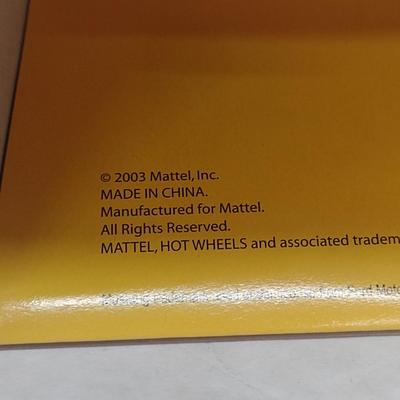 © 2003 Mattel, Inc.
MADE IN CHINA.
Manufactured for Mattel.
All Rights Reserved.
MATTEL, HOT WHEELS and associated tradem